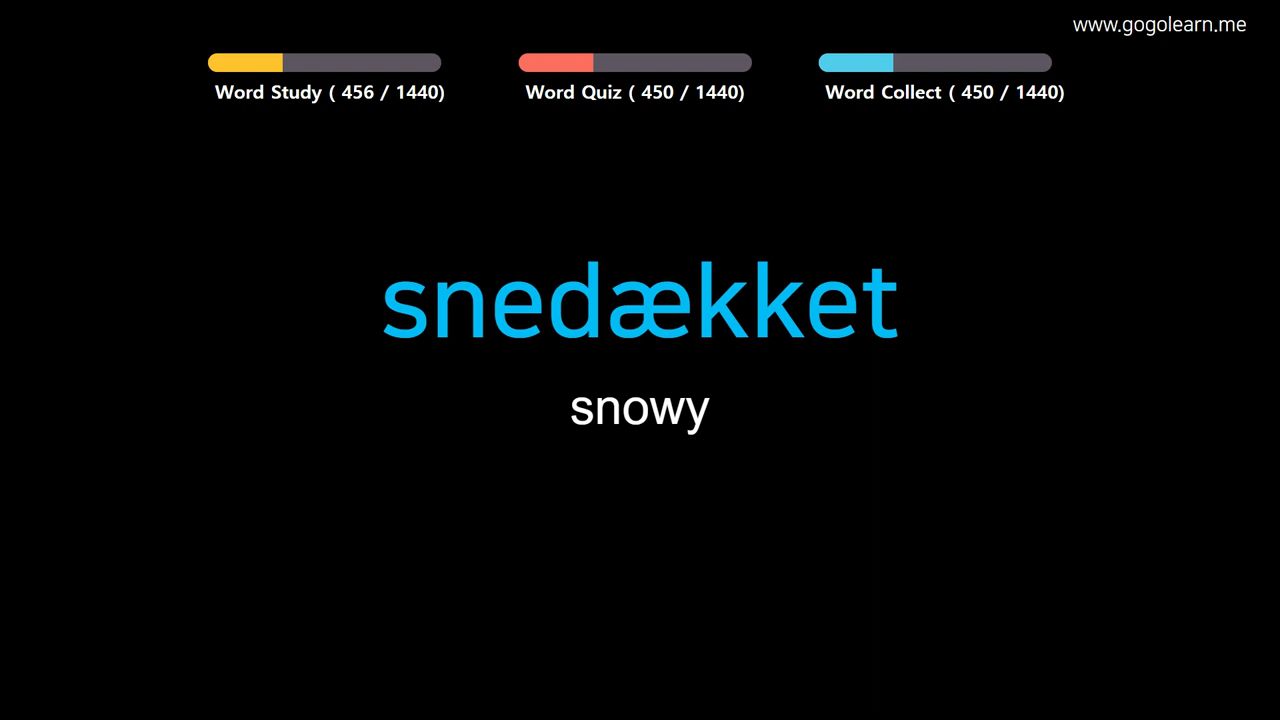 www.gogolearn.me
Word Study ( 456 / 1440)
Word Quiz ( 450 / 1440)
Word Collect ( 450 / 1440)
snedækket
snowy